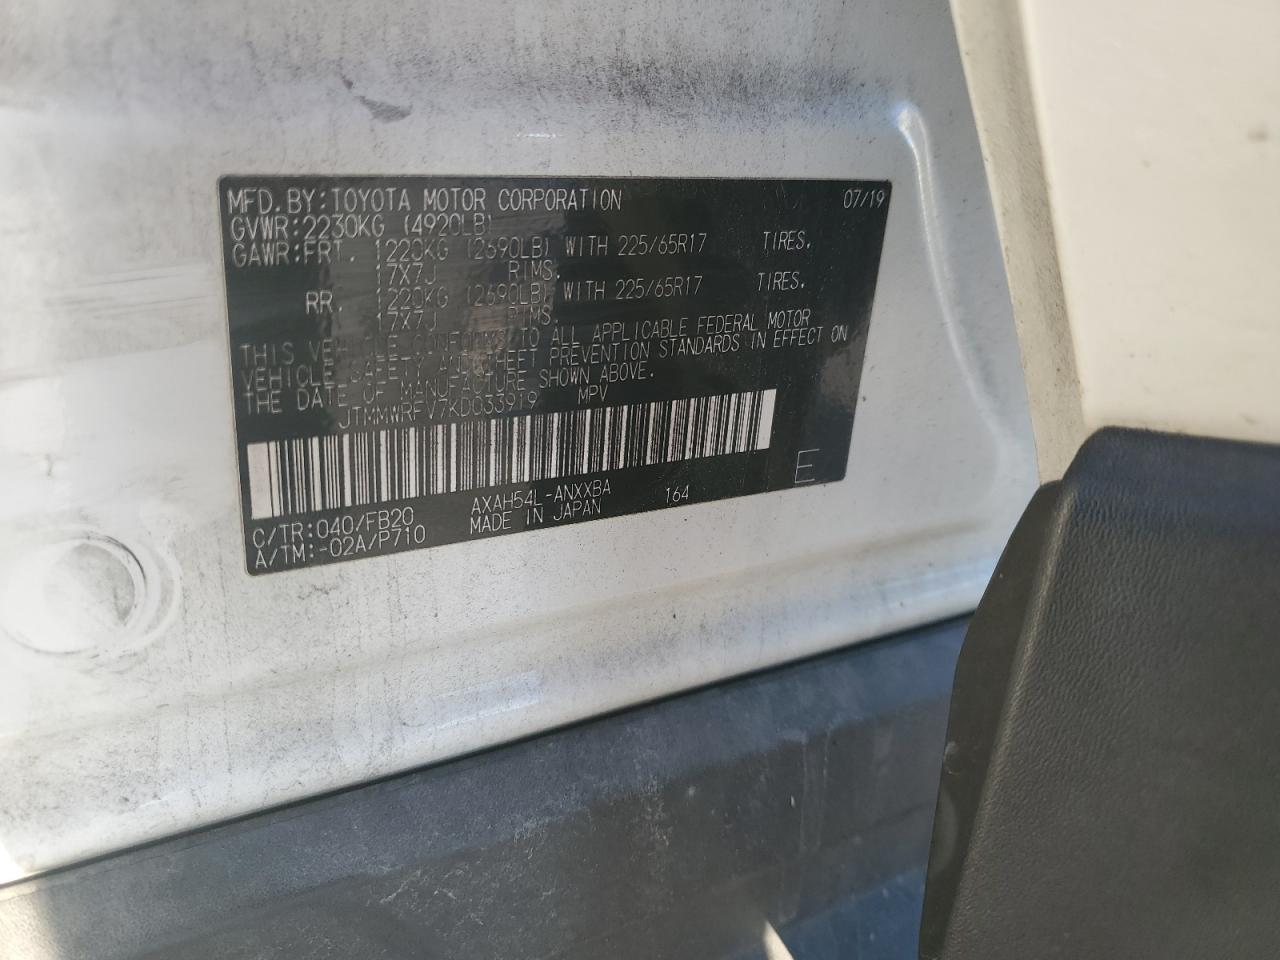 MFD.BY:TOYOTA MOTOR CORPORATION 07/19
GVWR:2230KG (4920LB)
GAWR:FRT. 1220KG (2690LB) WITH 225/65R17 TIRES.
17X7J RIMS.
RR. 1220KG (2690LB) WITH 225/65R17 TIRES.
17X7J RIMS.
THIS VEHICLE CONFORMS TO ALL APPLICABLE FEDERAL MOTOR
VEHICLE SAFETY AND THEFT PREVENTION STANDARDS IN EFFECT ON
THE DATE OF MANUFACTURE SHOWN ABOVE.
JTMMWRFV7KD033919 MPV
E
C/TR:040/FB20 AXAH54L-ANXXBA 164
A/TM:-02A/P710 MADE IN JAPAN